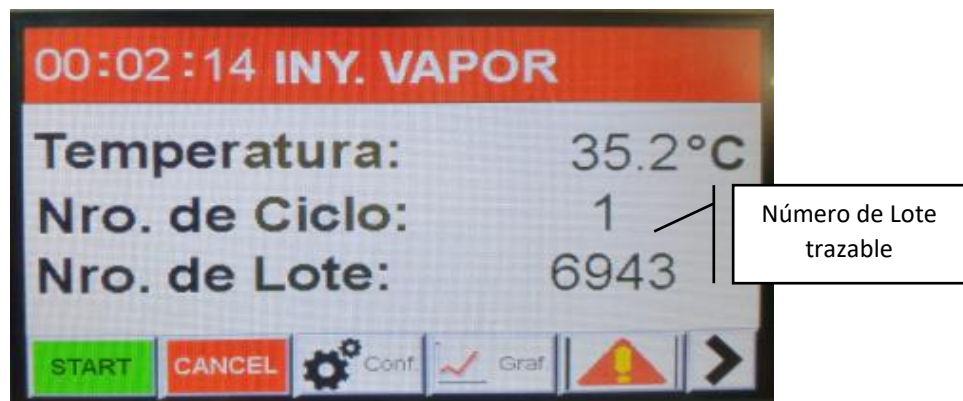 00:02:14 INY. VAPOR
Temperatura: 35.2°C
Nro. de Ciclo: 1
Nro. de Lote: 6943
Número de Lote
trazable
START CANCEL Conf. Graf.